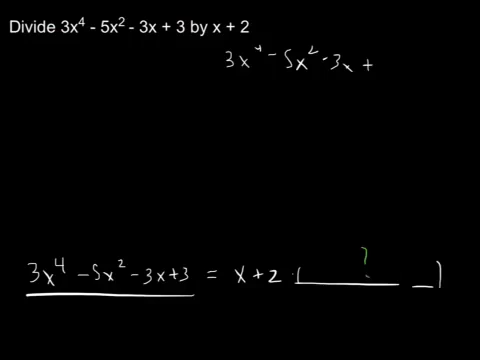 Divide 3x⁴ - 5x² - 3x + 3 by x + 2
3x⁴ - 5x² - 3x +
?
3x⁴ - 5x² - 3x + 3 = x + 2 · [ ]